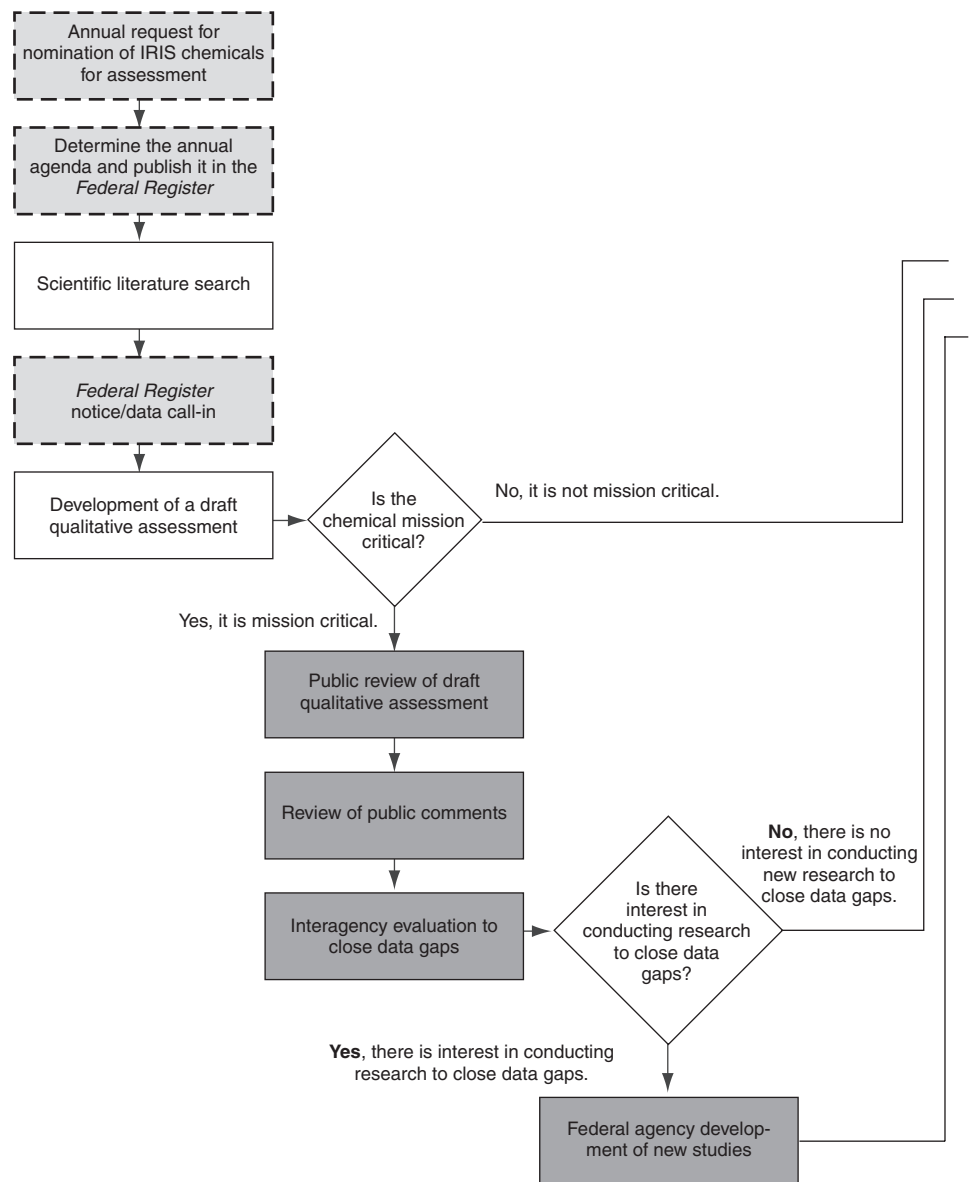 Annual request for
nomination of IRIS chemicals
for assessment
Determine the annual
agenda and publish it in the
Federal Register
Scientific literature search
Federal Register
notice/data call-in
Development of a draft
qualitative assessment
Is the
chemical mission
critical?
No, it is not mission critical.
Yes, it is mission critical.
Public review of draft
qualitative assessment
Review of public comments
Interagency evaluation to
close data gaps
Is there
interest in
conducting research
to close data
gaps?
No, there is no
interest in conducting
new research to
close data gaps.
Yes, there is interest in conducting
research to close data gaps.
Federal agency develop-
ment of new studies